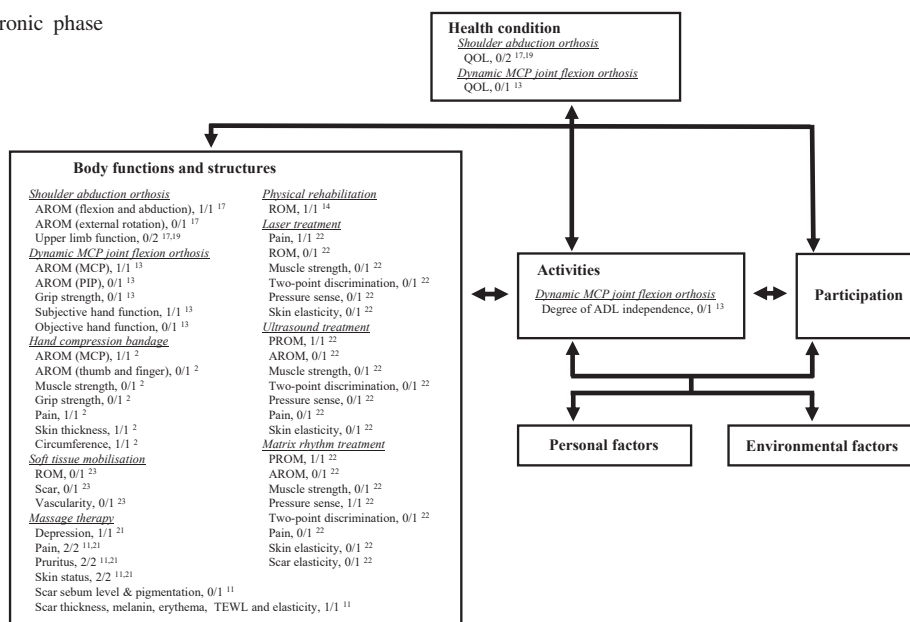 ronic phase
Health condition
Shoulder abduction orthosis
QOL, 0/2 17,19
Dynamic MCP joint flexion orthosis
QOL, 0/1 13
Body functions and structures
Shoulder abduction orthosis
AROM (flexion and abduction), 1/1 17
AROM (external rotation), 0/1 17
Upper limb function, 0/2 17,19
Dynamic MCP joint flexion orthosis
AROM (MCP), 1/1 13
AROM (PIP), 0/1 13
Grip strength, 0/1 13
Subjective hand function, 1/1 13
Objective hand function, 0/1 13
Hand compression bandage
AROM (MCP), 1/1 2
AROM (thumb and finger), 0/1 2
Muscle strength, 0/1 2
Grip strength, 0/1 2
Pain, 1/1 2
Skin thickness, 1/1 2
Circumference, 1/1 2
Soft tissue mobilisation
ROM, 0/1 23
Scar, 0/1 23
Vascularity, 0/1 23
Massage therapy
Depression, 1/1 21
Pain, 2/2 11,21
Pruritus, 2/2 11,21
Skin status, 2/2 11,21
Scar sebum level & pigmentation, 0/1 11
Scar thickness, melanin, erythema, TEWL and elasticity, 1/1 11
Physical rehabilitation
ROM, 1/1 14
Laser treatment
Pain, 1/1 22
ROM, 0/1 22
Muscle strength, 0/1 22
Two-point discrimination, 0/1 22
Pressure sense, 0/1 22
Skin elasticity, 0/1 22
Ultrasound treatment
PROM, 1/1 22
AROM, 0/1 22
Muscle strength, 0/1 22
Two-point discrimination, 0/1 22
Pressure sense, 0/1 22
Pain, 0/1 22
Skin elasticity, 0/1 22
Matrix rhythm treatment
PROM, 1/1 22
AROM, 0/1 22
Muscle strength, 0/1 22
Pressure sense, 1/1 22
Two-point discrimination, 0/1 22
Pain, 0/1 22
Skin elasticity, 0/1 22
Scar elasticity, 0/1 22
Activities
Dynamic MCP joint flexion orthosis
Degree of ADL independence, 0/1 13
Participation
Personal factors
Environmental factors